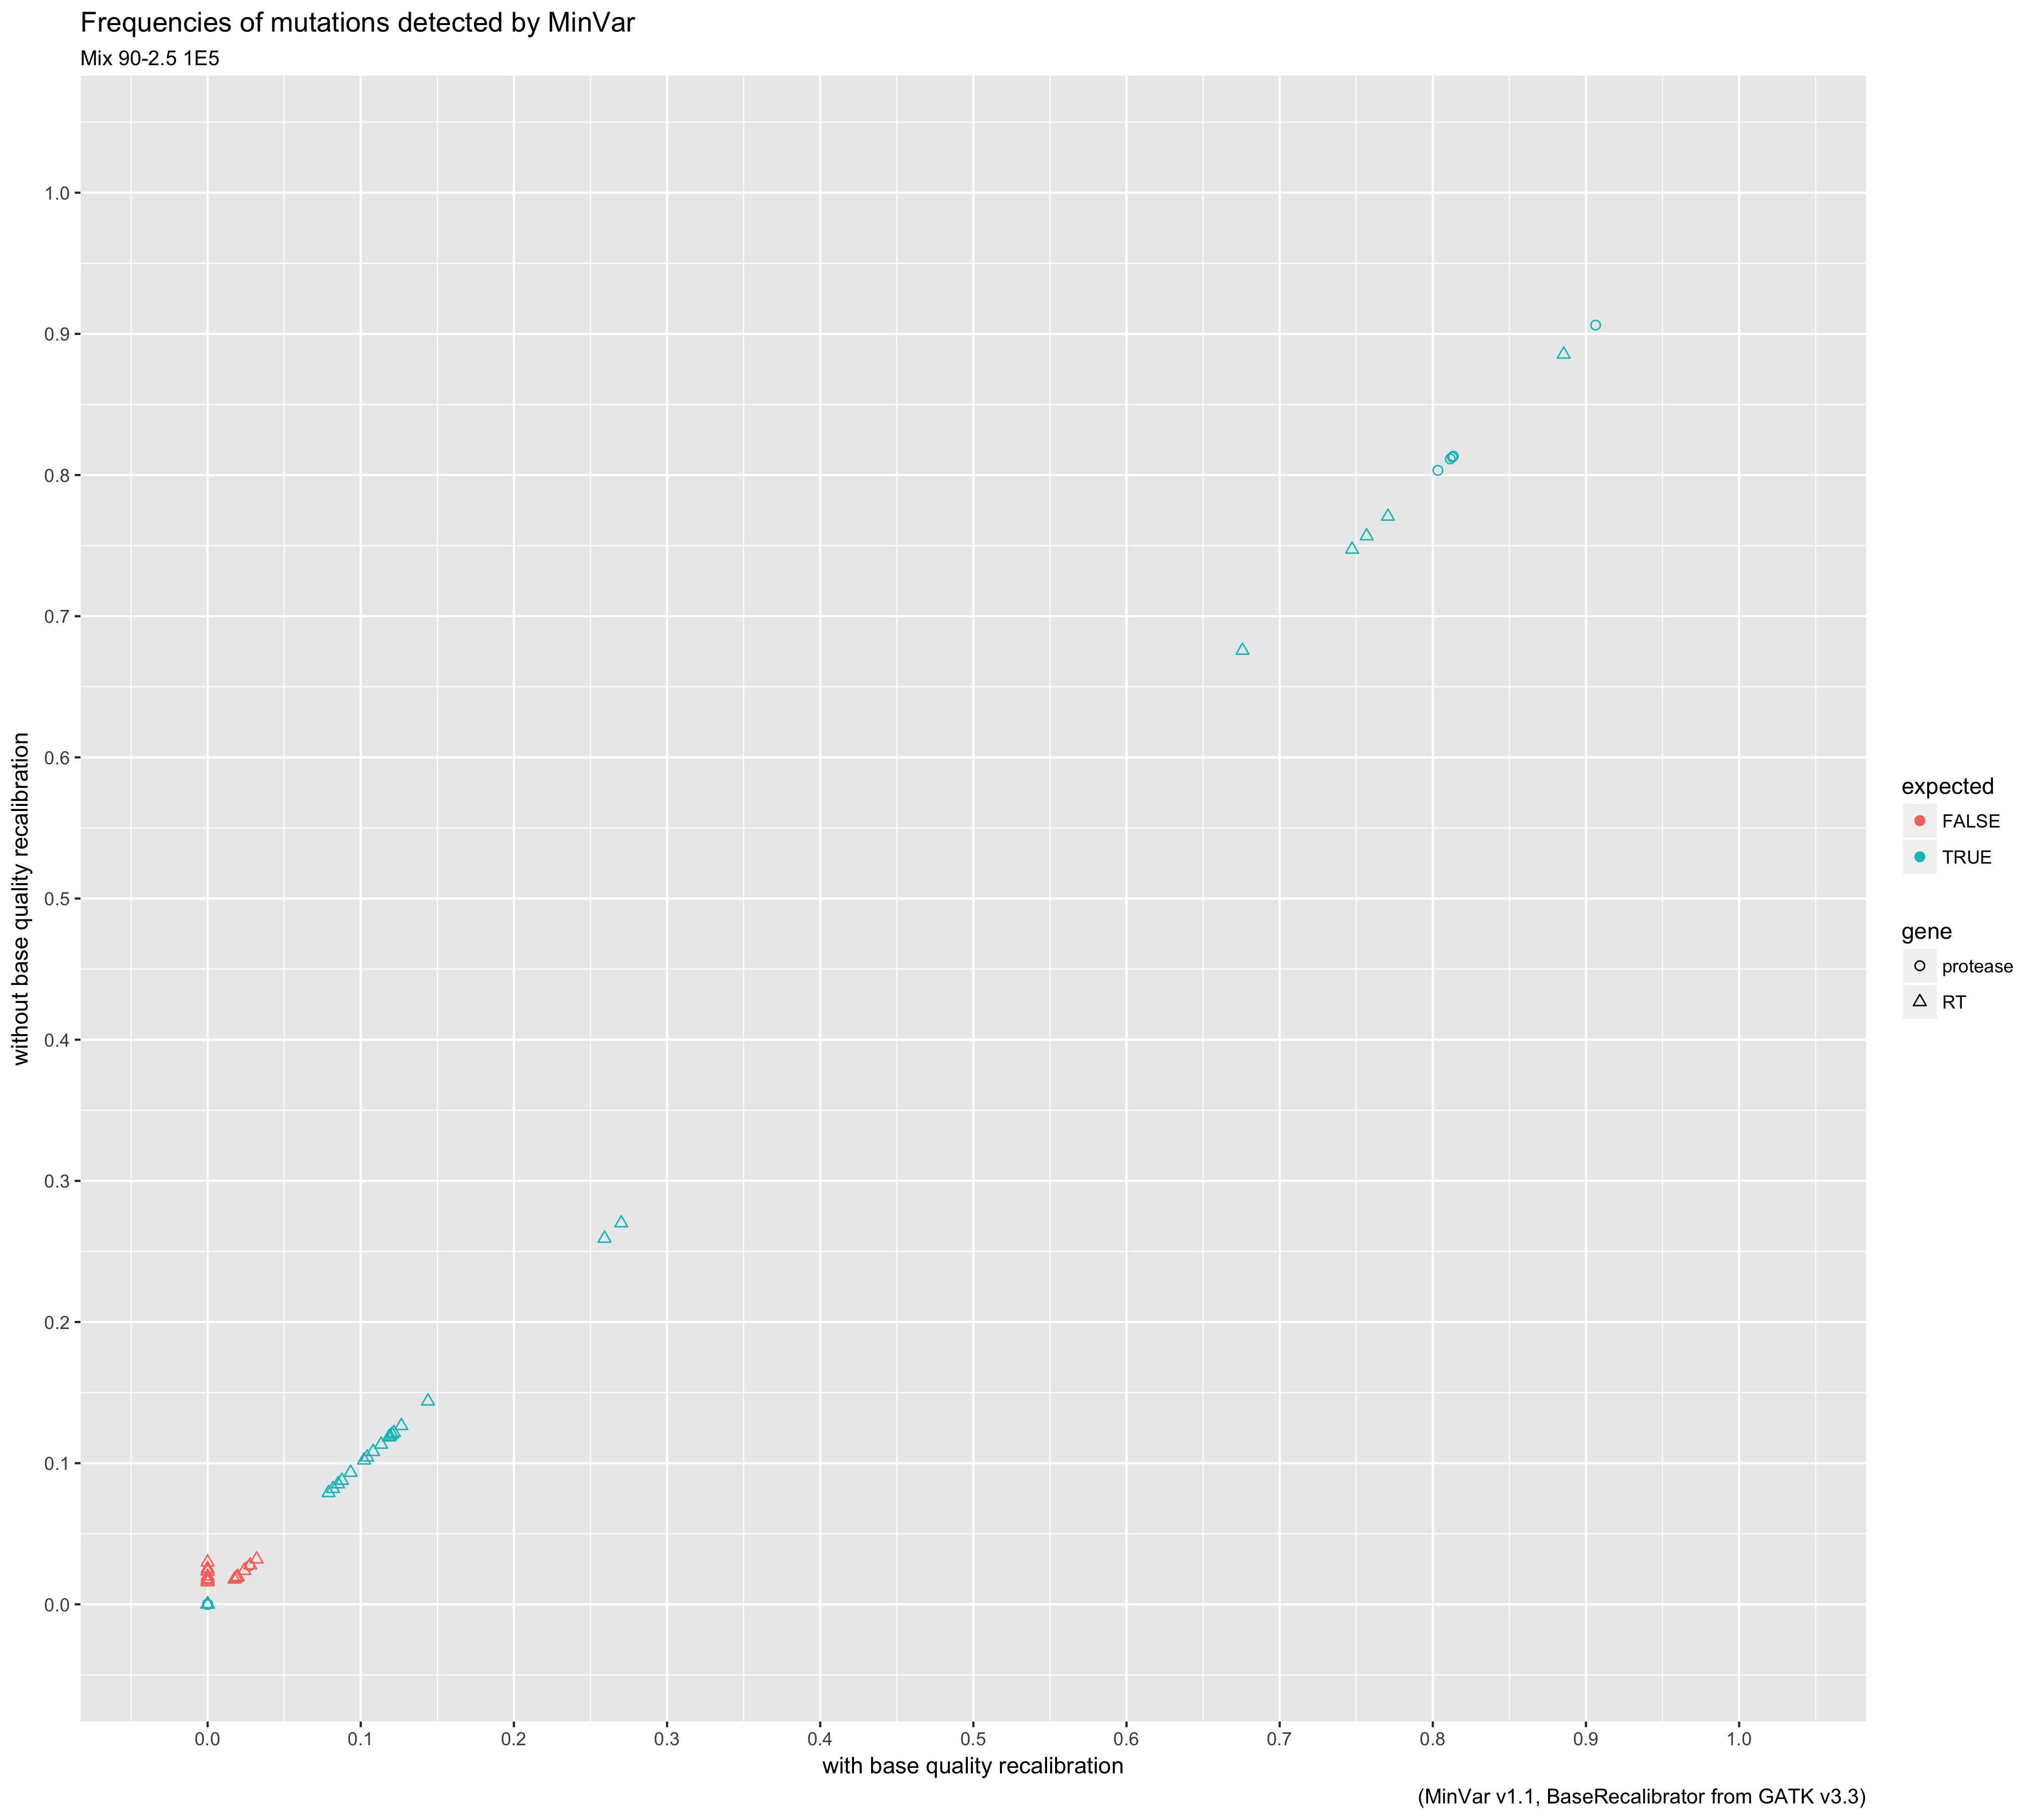 Frequencies of mutations detected by MinVar
Mix 90-2.5 1E5
without base quality recalibration
1.0
0.9
0.8
0.7
0.6
0.5
0.4
0.3
0.2
0.1
0.0
0.0 0.1 0.2 0.3 0.4 0.5 0.6 0.7 0.8 0.9 1.0
with base quality recalibration
(MinVar v1.1, BaseRecalibrator from GATK v3.3)
expected
FALSE
TRUE
gene
protease
RT